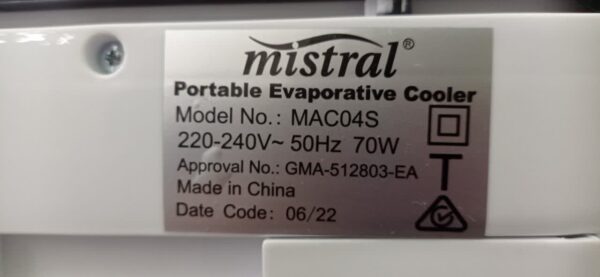 mistral®
Portable Evaporative Cooler
Model No.: MAC04S
220-240V~ 50Hz 70W
Approval No.: GMA-512803-EA
Made in China
Date Code: 06/22